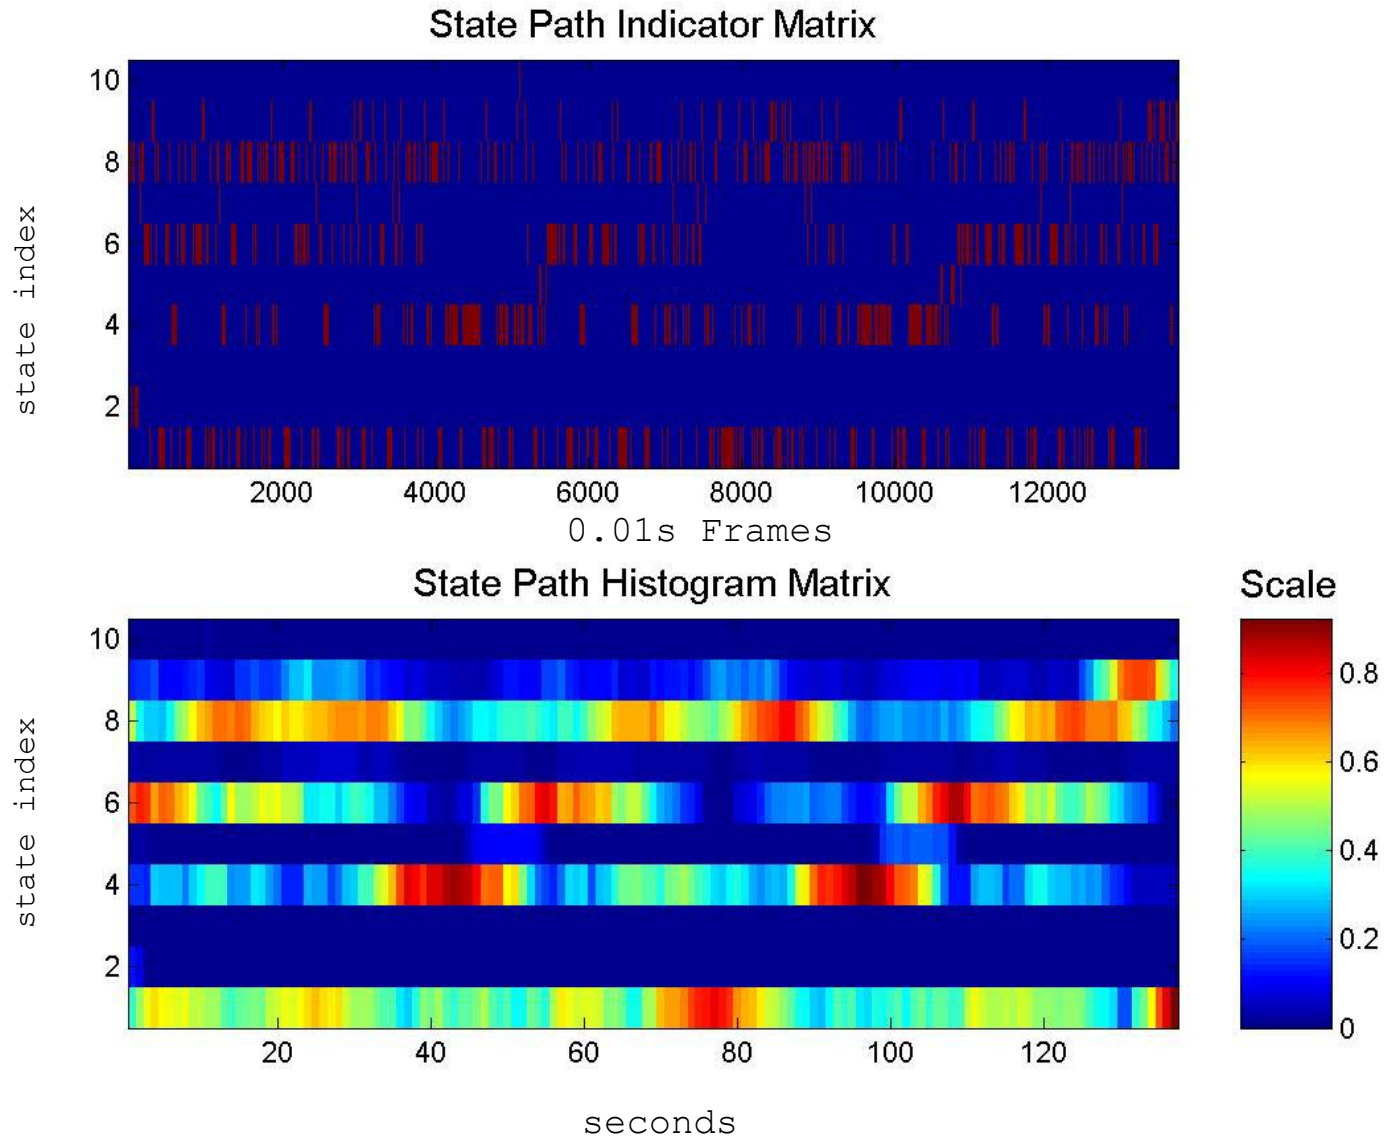 State Path Indicator Matrix
10
8
6
4
2
state index
2000 4000 6000 8000 10000 12000
0.01s Frames
State Path Histogram Matrix
Scale
10
8
6
4
2
state index
0.8
0.6
0.4
0.2
0
20 40 60 80 100 120
seconds